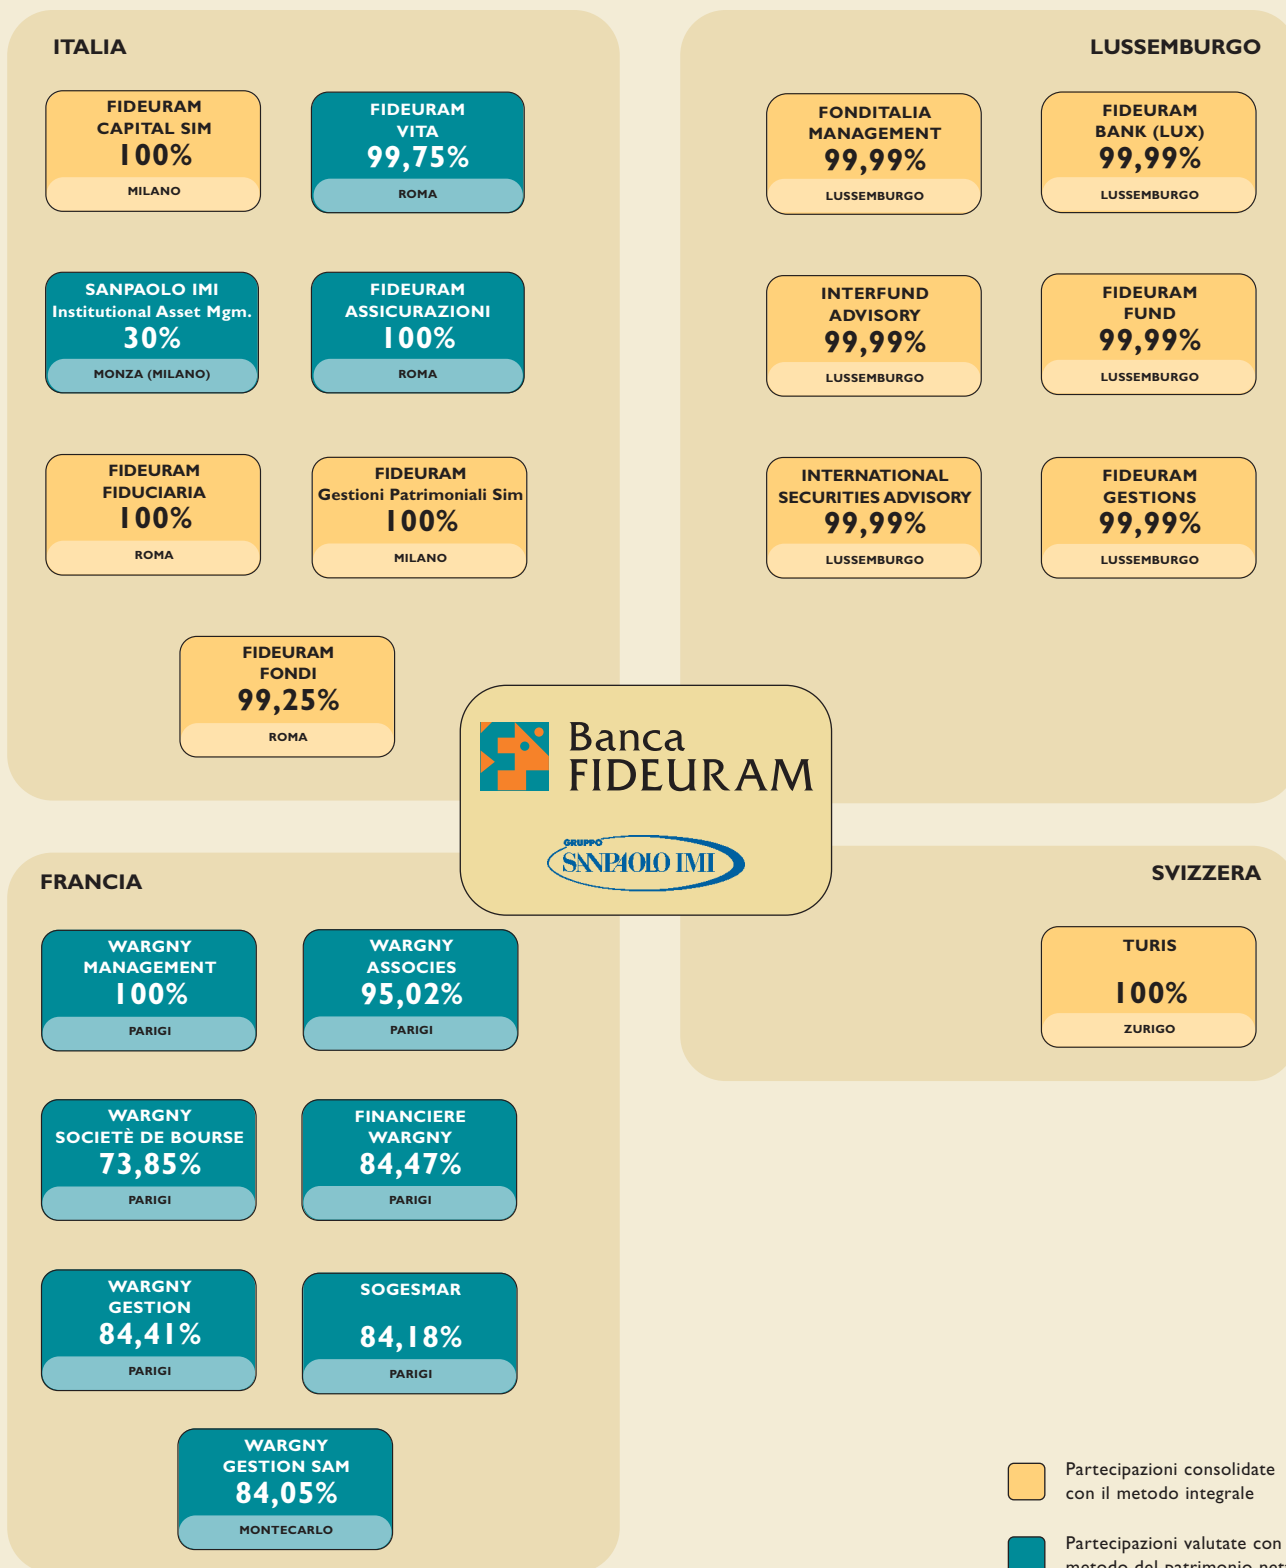 ITALIA
FIDEURAM
CAPITAL SIM
100%
MILANO
FIDEURAM
VITA
99,75%
ROMA
SANPAOLO IMI
Institutional Asset Mgm.
30%
MONZA (MILANO)
FIDEURAM
ASSICURAZIONI
100%
ROMA
FIDEURAM
FIDUCIARIA
100%
ROMA
FIDEURAM
Gestioni Patrimoniali Sim
100%
MILANO
FIDEURAM
FONDI
99,25%
ROMA
LUSSEMBURGO
FONDITALIA
MANAGEMENT
99,99%
LUSSEMBURGO
FIDEURAM
BANK (LUX)
99,99%
LUSSEMBURGO
INTERFUND
ADVISORY
99,99%
LUSSEMBURGO
FIDEURAM
FUND
99,99%
LUSSEMBURGO
INTERNATIONAL
SECURITIES ADVISORY
99,99%
LUSSEMBURGO
FIDEURAM
GESTIONS
99,99%
LUSSEMBURGO
Banca
FIDEURAM
GRUPPO
SANPAOLO IMI
FRANCIA
WARGNY
MANAGEMENT
100%
PARIGI
WARGNY
ASSOCIES
95,02%
PARIGI
WARGNY
SOCIETÈ DE BOURSE
73,85%
PARIGI
FINANCIERE
WARGNY
84,47%
PARIGI
WARGNY
GESTION
84,41%
PARIGI
SOGESMAR
84,18%
PARIGI
WARGNY
GESTION SAM
84,05%
MONTECARLO
SVIZZERA
TURIS
100%
ZURIGO
Partecipazioni consolidate
con il metodo integrale
Partecipazioni valutate con
metodo del patrimonio